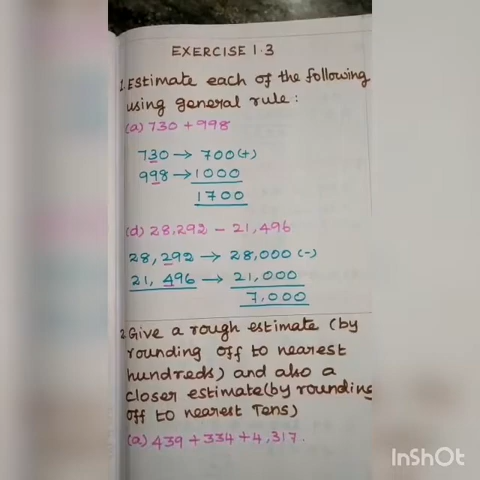 EXERCISE 1.3
1. Estimate each of the following
using general rule:
(a) 730 + 998
730 → 700 (+)
998 → 1000
1700
(d) 28,292 - 21,496
28,292 → 28,000 (-)
21,496 → 21,000
7,000
2. Give a rough estimate (by
rounding off to nearest
hundreds) and also a
closer estimate (by rounding
off to nearest Tens)
(a) 439 + 334 + 4,317.
InShOt